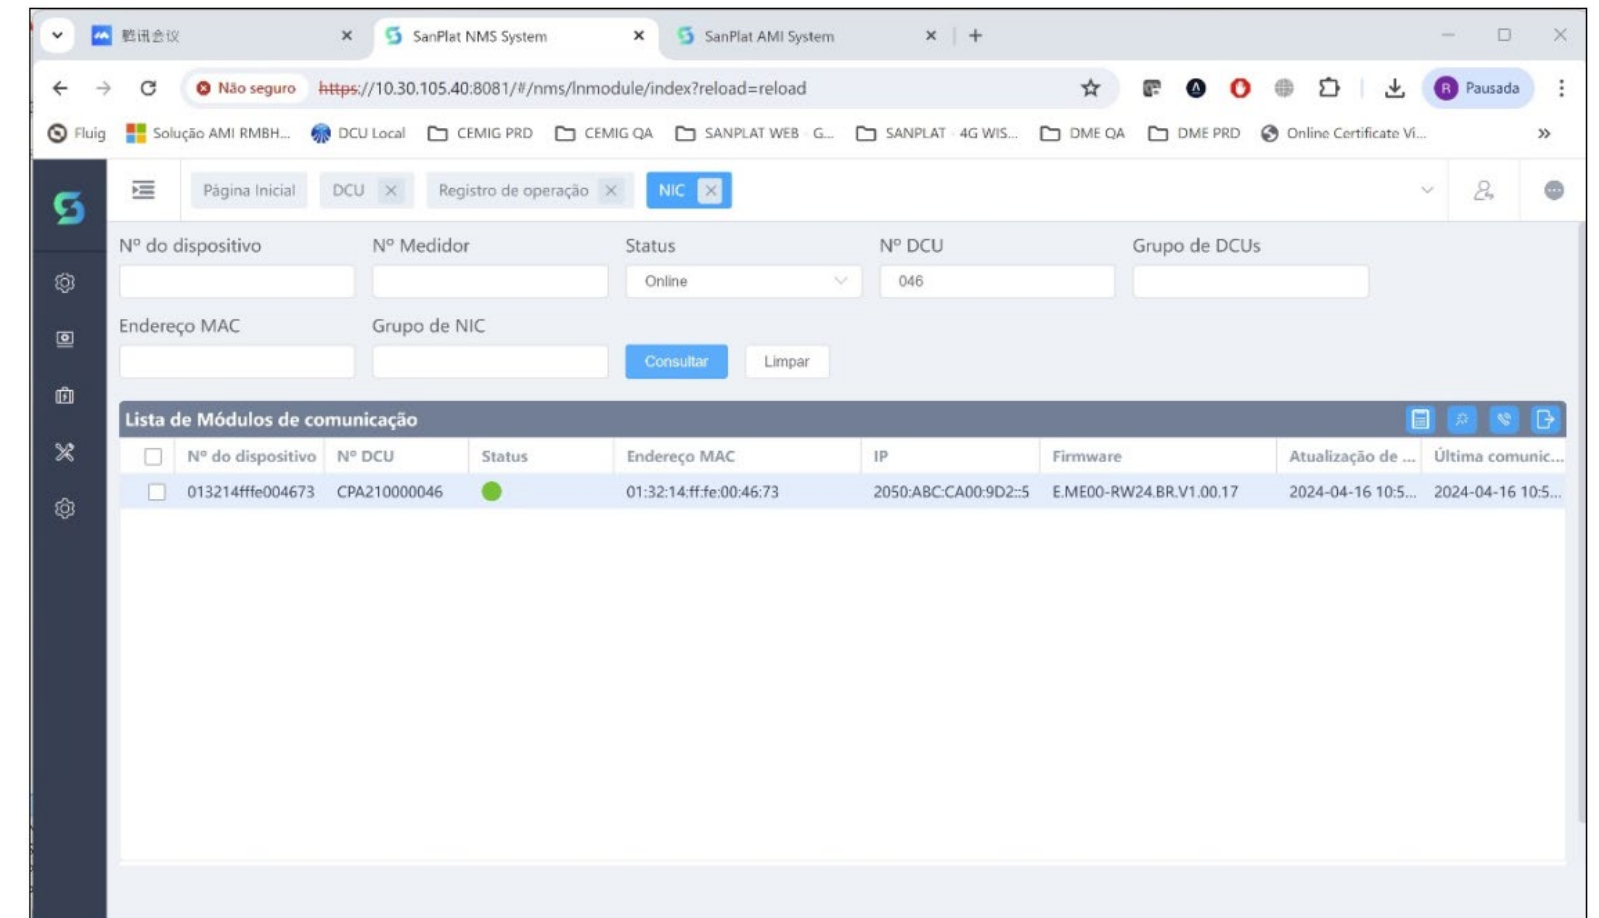 腾讯会议 SanPlat NMS System SanPlat AMI System
Não seguro https://10.30.105.40:8081/#/nms/lnmodule/index?reload=reload R Pausada
Fluig Solução AMI RMBH... DCU Local CEMIG PRD CEMIG QA SANPLAT WEB - G... SANPLAT - 4G WIS... DME QA DME PRD Online Certificate Vi...
Página Inicial DCU Registro de operação NIC
Nº do dispositivo Nº Medidor Status Nº DCU Grupo de DCUs
Online 046
Endereço MAC Grupo de NIC
Consultar Limpar
Lista de Módulos de comunicação
Nº do dispositivo Nº DCU Status Endereço MAC IP Firmware Atualização de ... Última comunic...
013214fffe004673 CPA210000046 01:32:14:ff:fe:00:46:73 2050:ABC:CA00:9D2::5 E.ME00-RW24.BR.V1.00.17 2024-04-16 10:5... 2024-04-16 10:5...